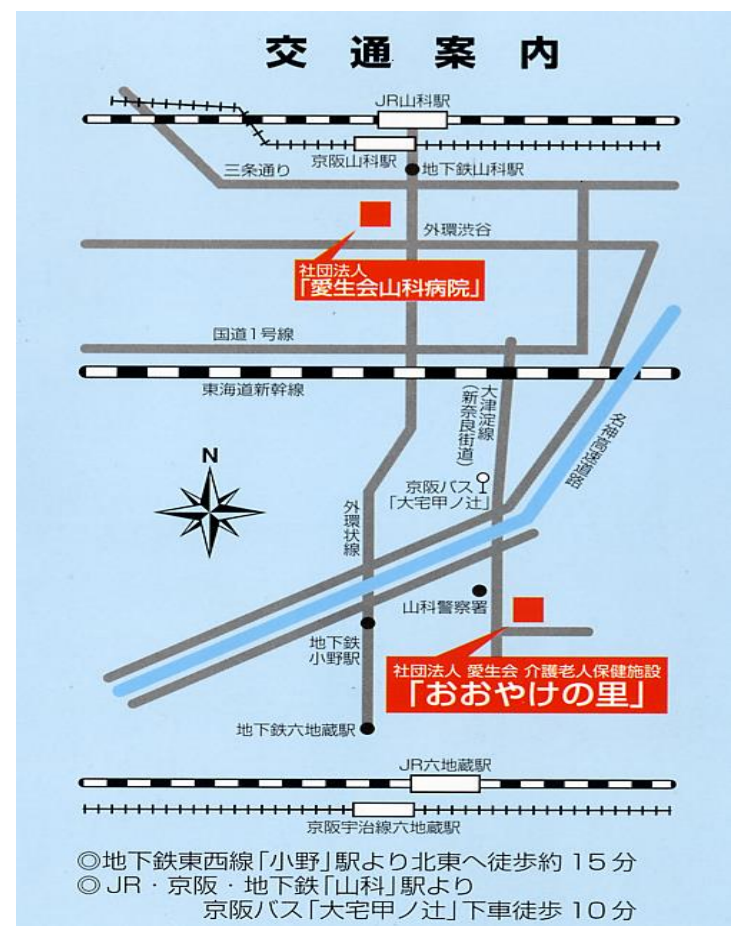 交通案内
JR山科駅
京阪山科駅
地下鉄山科駅
三条通り
外環渋谷
社団法人
「愛生会山科病院」
国道1号線
東海道新幹線
大津淀線
（新奈良街道）
名神高速道路
N
京阪バス
「大宅甲ノ辻」
外環状線
山科警察署
地下鉄
小野駅
社団法人 愛生会 介護老人保健施設
「おおやけの里」
地下鉄六地蔵駅
JR六地蔵駅
京阪宇治線六地蔵駅
◎地下鉄東西線「小野」駅より北東へ徒歩約 15分
◎ JR・京阪・地下鉄「山科」駅より
京阪バス「大宅甲ノ辻」下車徒歩 10分